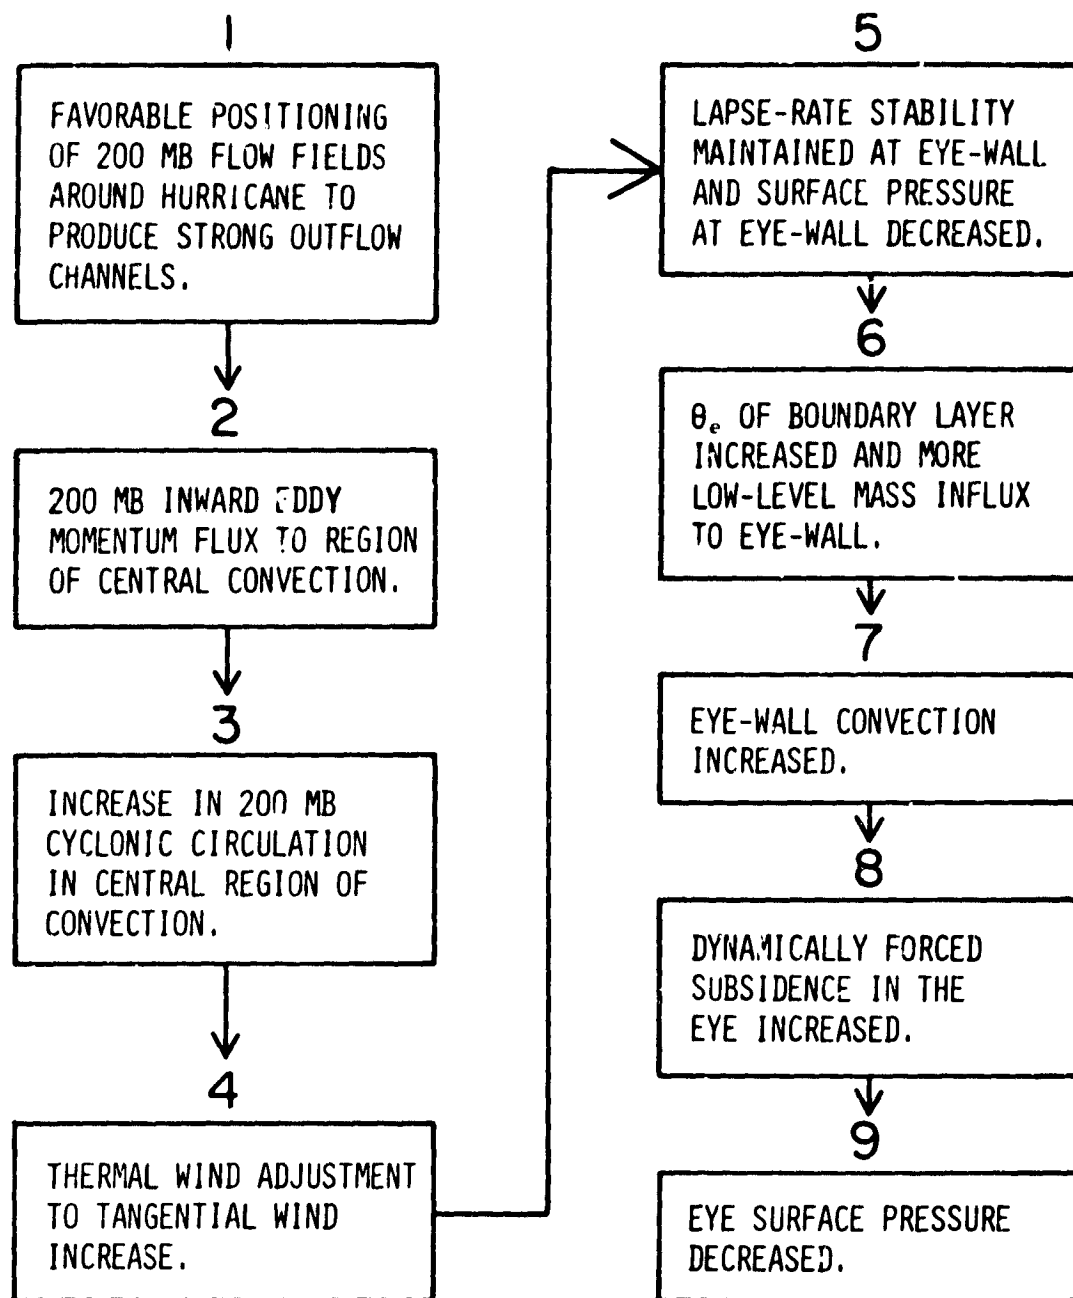 1
FAVORABLE POSITIONING
OF 200 MB FLOW FIELDS
AROUND HURRICANE TO
PRODUCE STRONG OUTFLOW
CHANNELS.
2
200 MB INWARD EDDY
MOMENTUM FLUX TO REGION
OF CENTRAL CONVECTION.
3
INCREASE IN 200 MB
CYCLONIC CIRCULATION
IN CENTRAL REGION OF
CONVECTION.
4
THERMAL WIND ADJUSTMENT
TO TANGENTIAL WIND
INCREASE.
5
LAPSE-RATE STABILITY
MAINTAINED AT EYE-WALL
AND SURFACE PRESSURE
AT EYE-WALL DECREASED.
6
θₑ OF BOUNDARY LAYER
INCREASED AND MORE
LOW-LEVEL MASS INFLUX
TO EYE-WALL.
7
EYE-WALL CONVECTION
INCREASED.
8
DYNAMICALLY FORCED
SUBSIDENCE IN THE
EYE INCREASED.
9
EYE SURFACE PRESSURE
DECREASED.